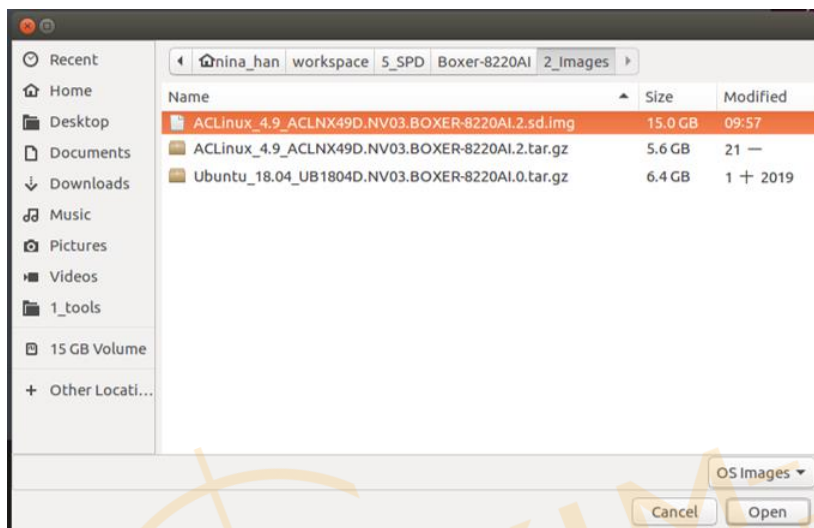 Recent
Home
Desktop
Documents
Downloads
Music
Pictures
Videos
1_tools
15 GB Volume
Other Locati...
nina_han workspace 5_SPD Boxer-8220AI 2_Images
Name Size Modified
ACLinux_4.9_ACLNX49D.NV03.BOXER-8220AI.2.sd.img 15.0 GB 09:57
ACLinux_4.9_ACLNX49D.NV03.BOXER-8220AI.2.tar.gz 5.6 GB 21 一
Ubuntu_18.04_UB1804D.NV03.BOXER-8220AI.0.tar.gz 6.4 GB 1 十 2019
OS Images
Cancel Open